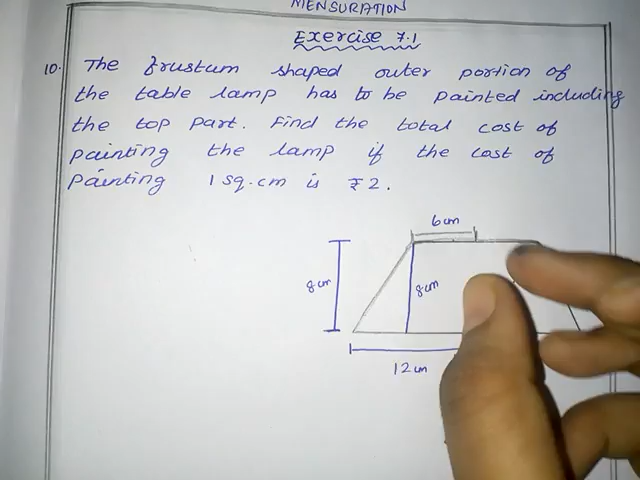 MENSURATION
Exercise 7.1
10. The frustum shaped outer portion of
the table lamp has to be painted including
the top part. Find the total cost of
painting the lamp if the cost of
painting 1 sq.cm is ₹2.
6cm
8cm
8cm
12cm